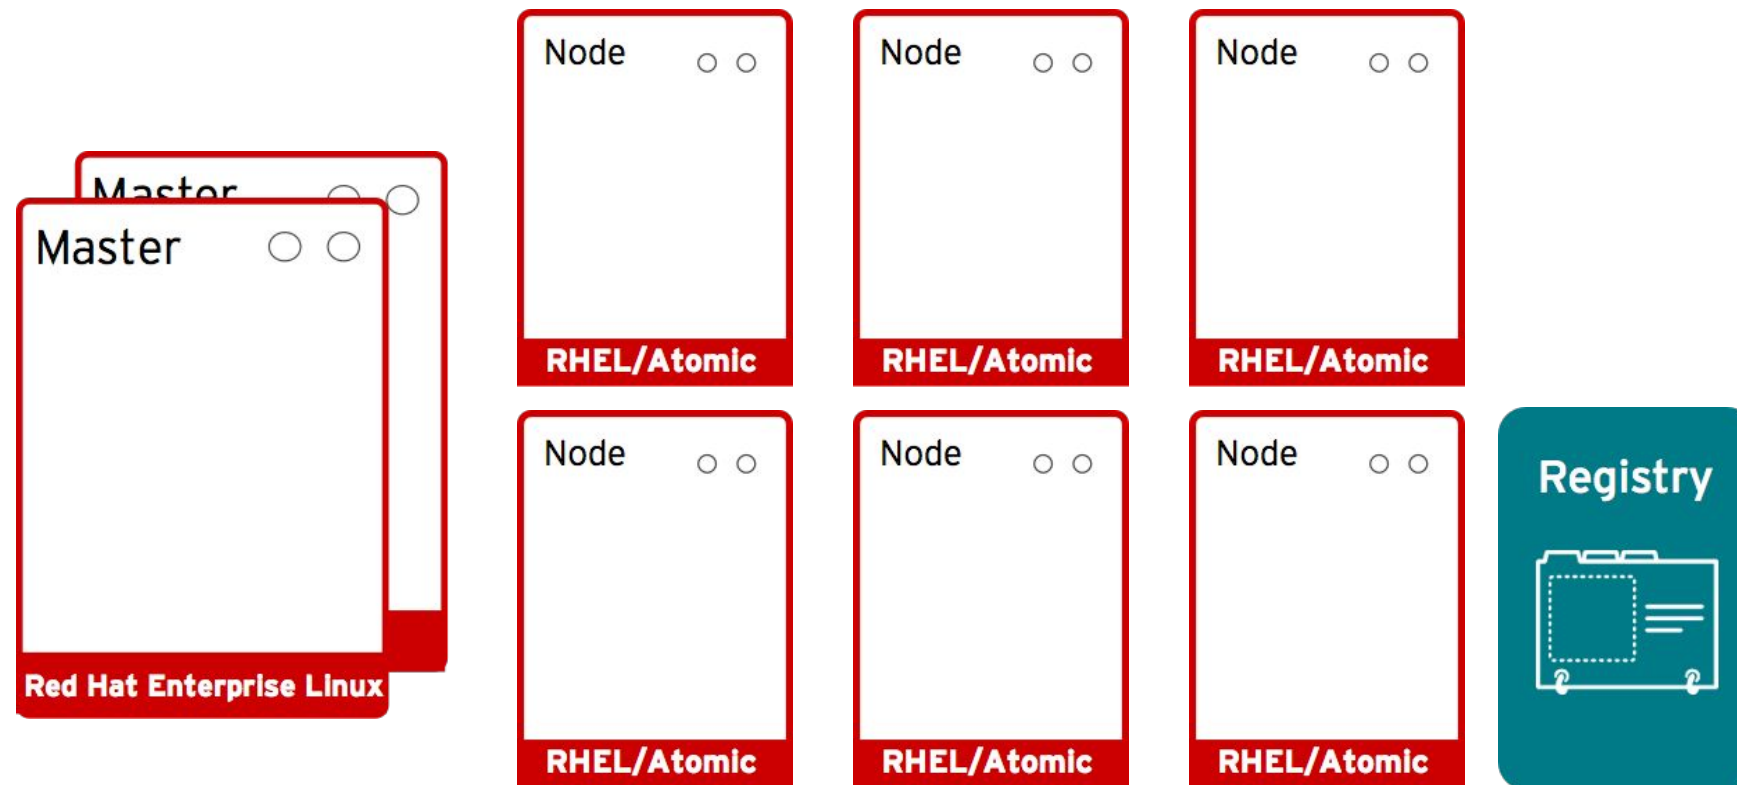 Node
Node
Node
Master
Master
RHEL/Atomic
RHEL/Atomic
RHEL/Atomic
Node
Node
Node
Registry
Red Hat Enterprise Linux
RHEL/Atomic
RHEL/Atomic
RHEL/Atomic